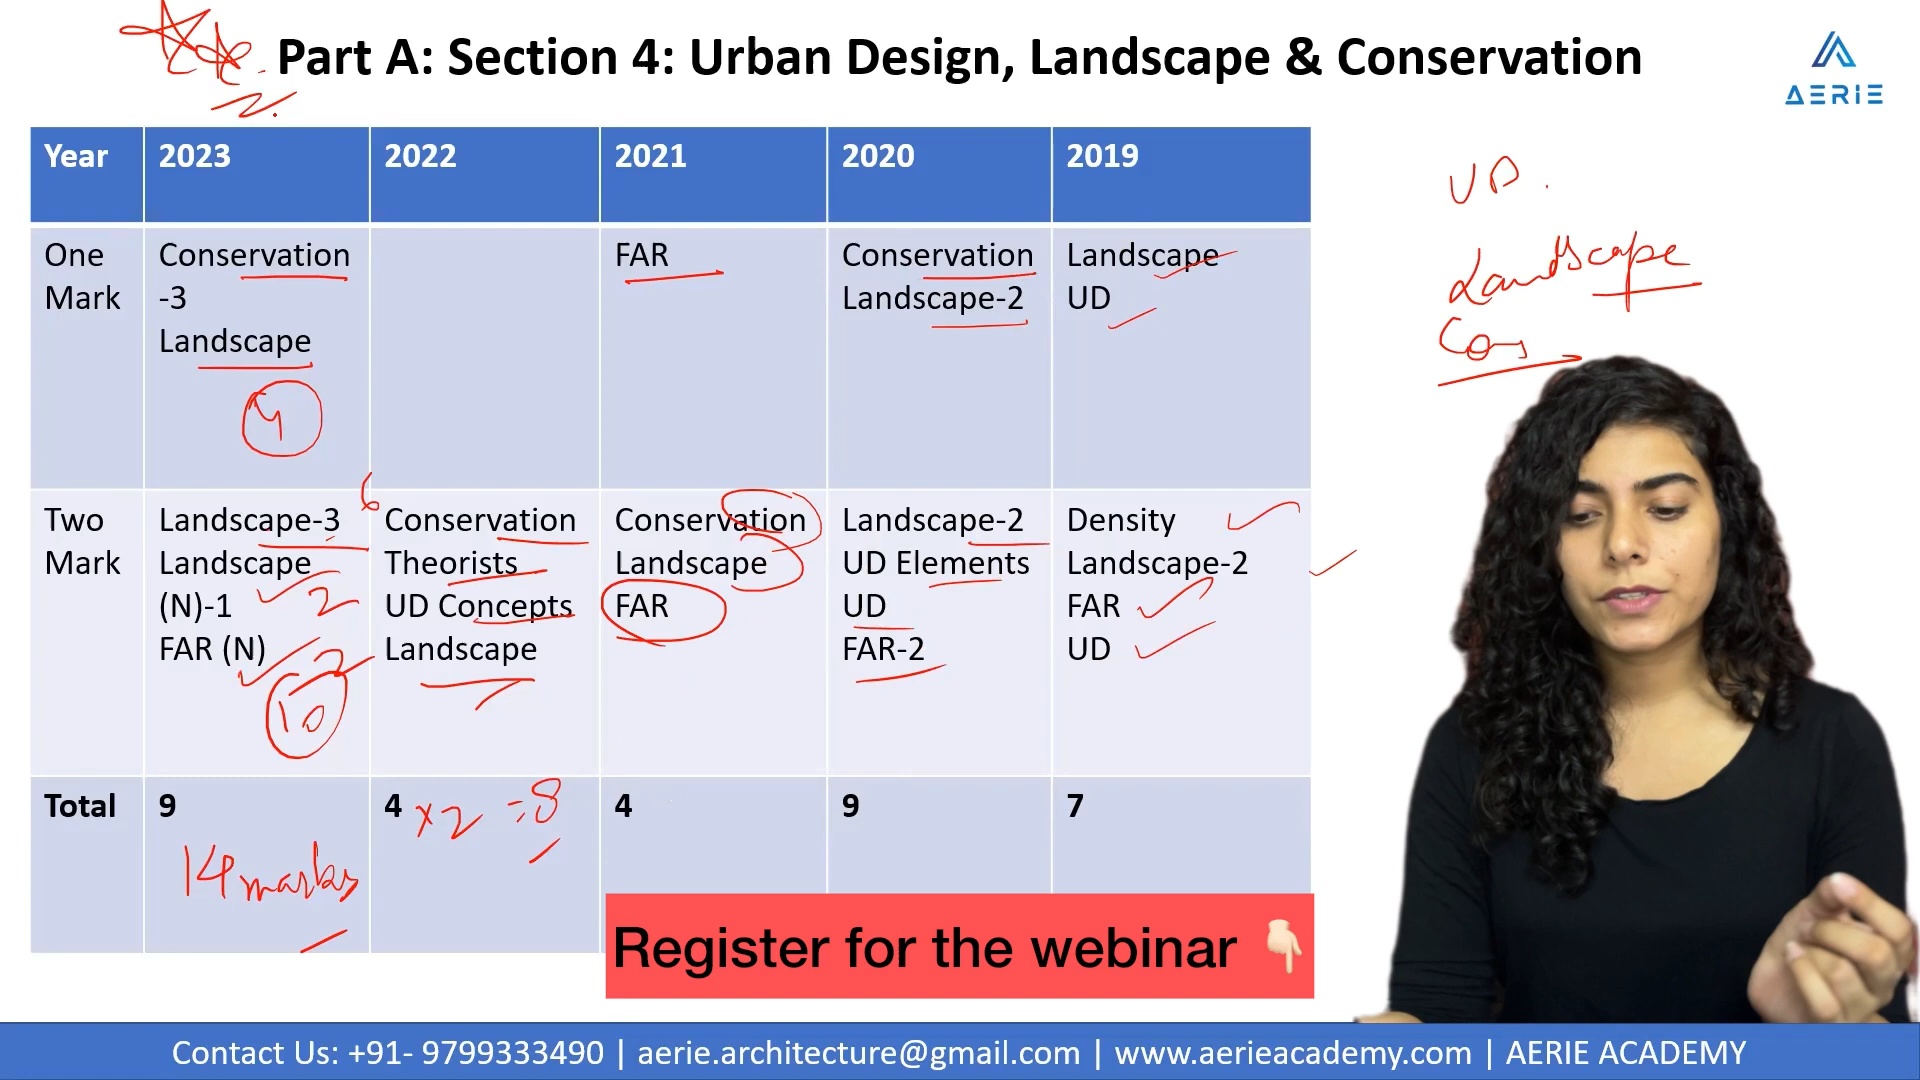 Part A: Section 4: Urban Design, Landscape & Conservation
AERIE
Year 2023 2022 2021 2020 2019
One Mark
Conservation
-3
Landscape
4
FAR
Conservation
Landscape-2
Landscape
UD
UD.
Landscape
Cons
Two Mark
Landscape-3
6
Landscape
(N)-1
2
FAR (N)
2
10
Conservation
Theorists
UD Concepts
Landscape
Conservation
Landscape
FAR
Landscape-2
UD Elements
UD
FAR-2
Density
Landscape-2
FAR
UD
Total 9 4 x 2 = 8 4 9 7
14 marks
Register for the webinar 👇🏻
Contact Us: +91- 9799333490 | aerie.architecture@gmail.com | www.aerieacademy.com | AERIE ACADEMY